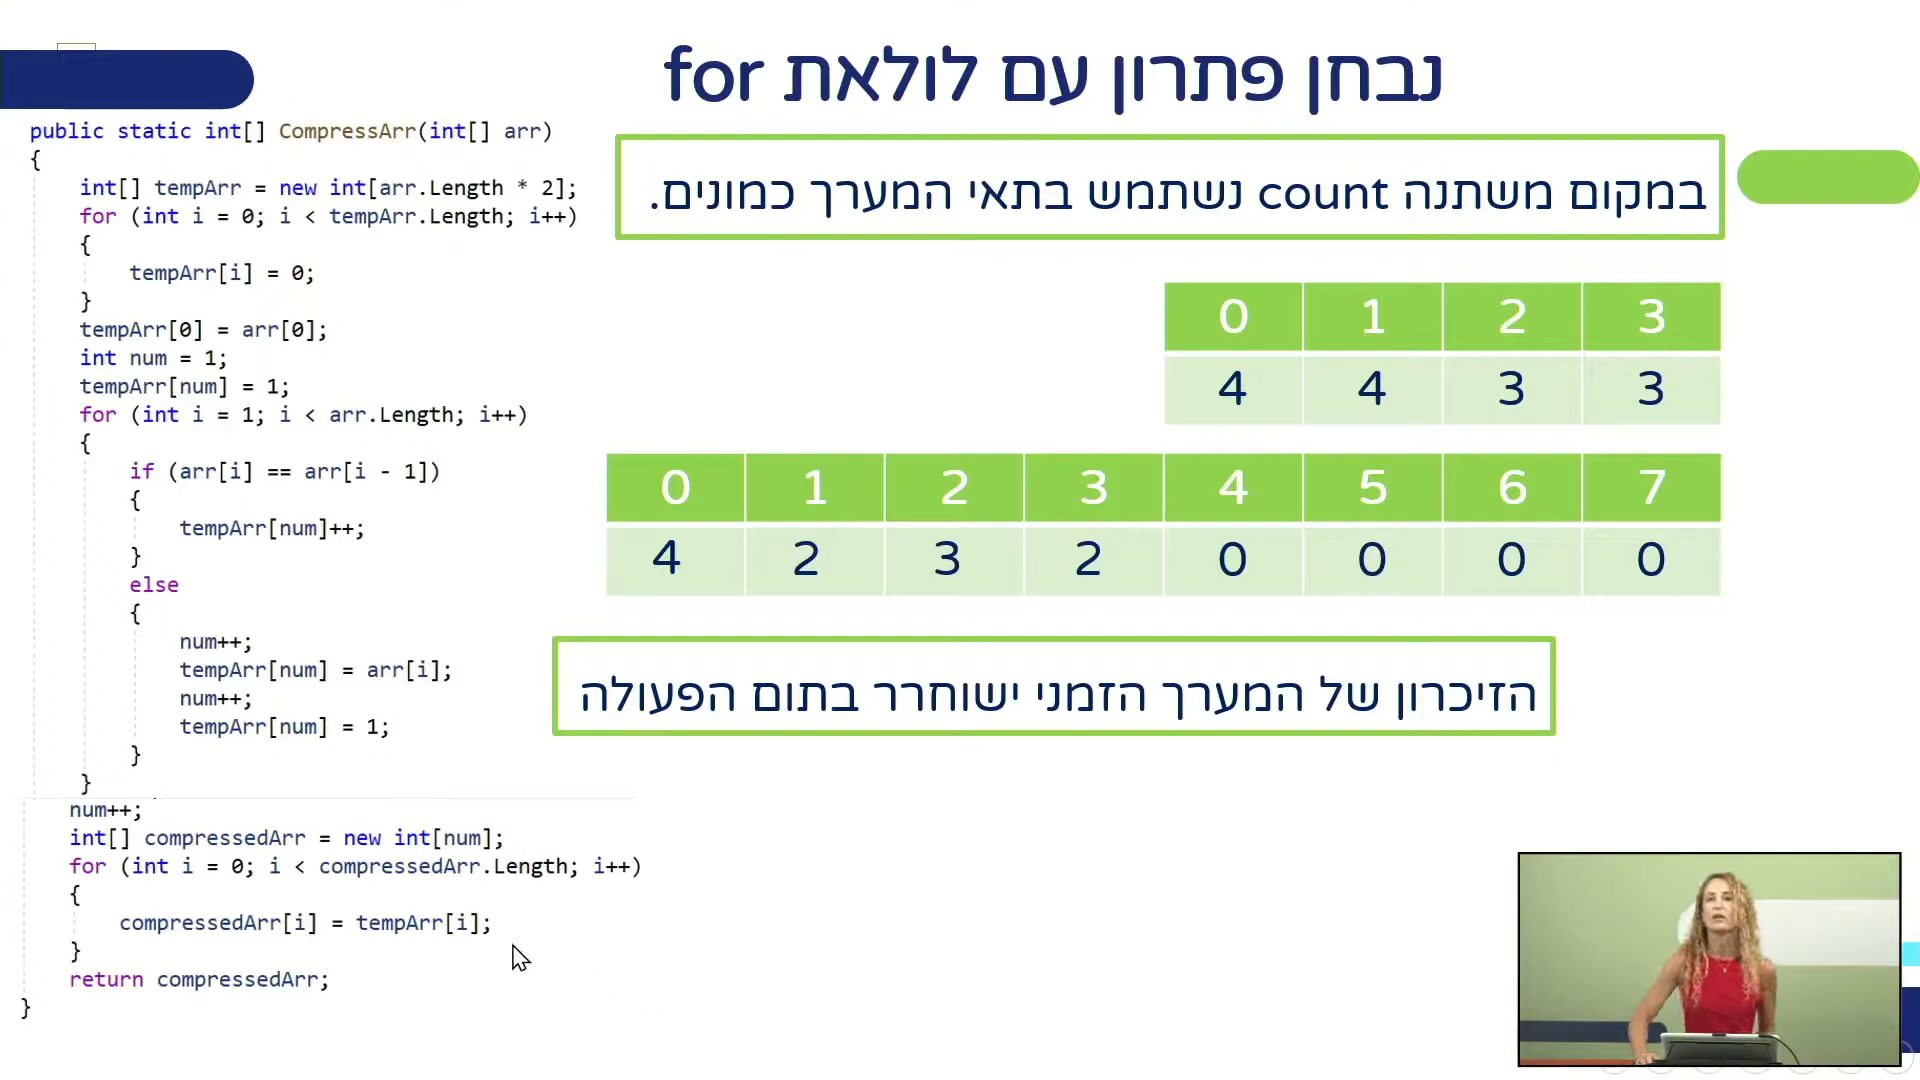 נבחן פתרון עם לולאת for
public static int[] CompressArr(int[] arr)
{
int[] tempArr = new int[arr.Length * 2];
for (int i = 0; i < tempArr.Length; i++)
{
tempArr[i] = 0;
}
tempArr[0] = arr[0];
int num = 1;
tempArr[num] = 1;
for (int i = 1; i < arr.Length; i++)
{
if (arr[i] == arr[i - 1])
{
tempArr[num]++;
}
else
{
num++;
tempArr[num] = arr[i];
num++;
tempArr[num] = 1;
}
}
num++;
int[] compressedArr = new int[num];
for (int i = 0; i < compressedArr.Length; i++)
{
compressedArr[i] = tempArr[i];
}
return compressedArr;
}
במקום משתנה count נשתמש בתאי המערך כמונים.
0 1 2 3
4 4 3 3
0 1 2 3 4 5 6 7
4 2 3 2 0 0 0 0
הזיכרון של המערך הזמני ישוחרר בתום הפעולה